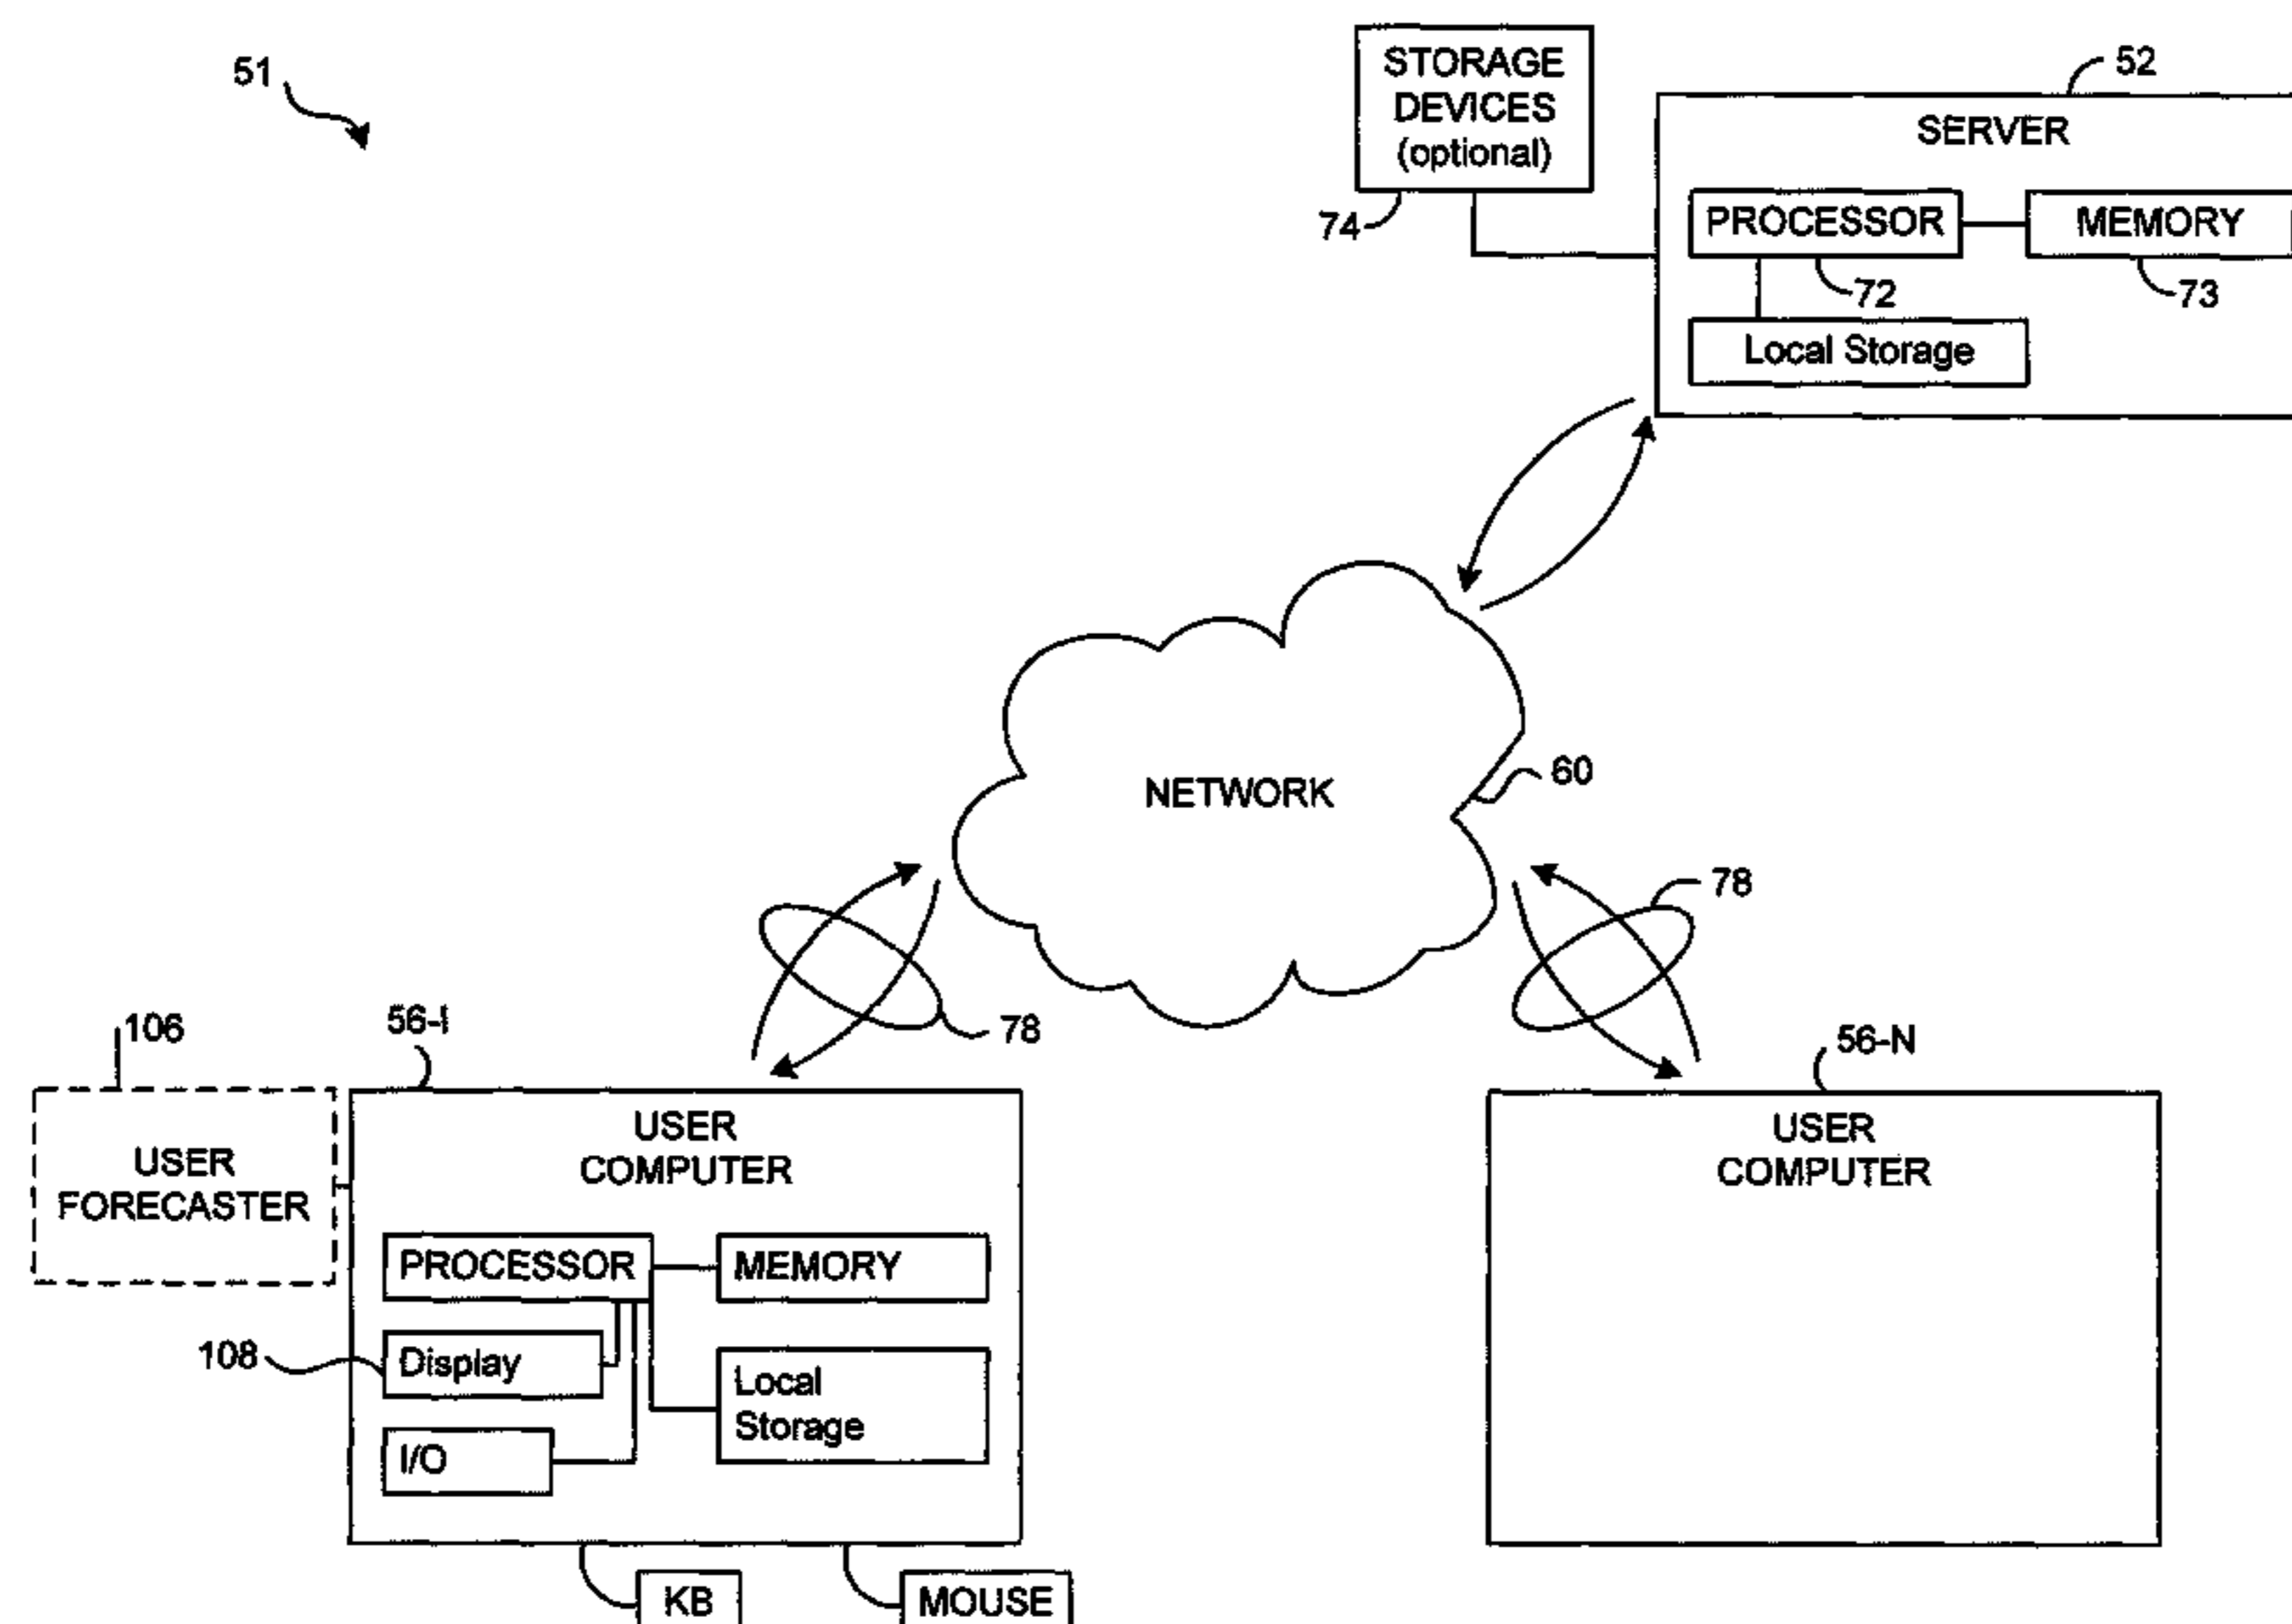 51
STORAGE
DEVICES
(optional)
74
52
SERVER
PROCESSOR
MEMORY
72
73
Local Storage
NETWORK
60
78
78
106
56-I
56-N
USER
FORECASTER
USER
COMPUTER
PROCESSOR
MEMORY
108
Display
Local
Storage
I/O
KB
MOUSE
USER
COMPUTER